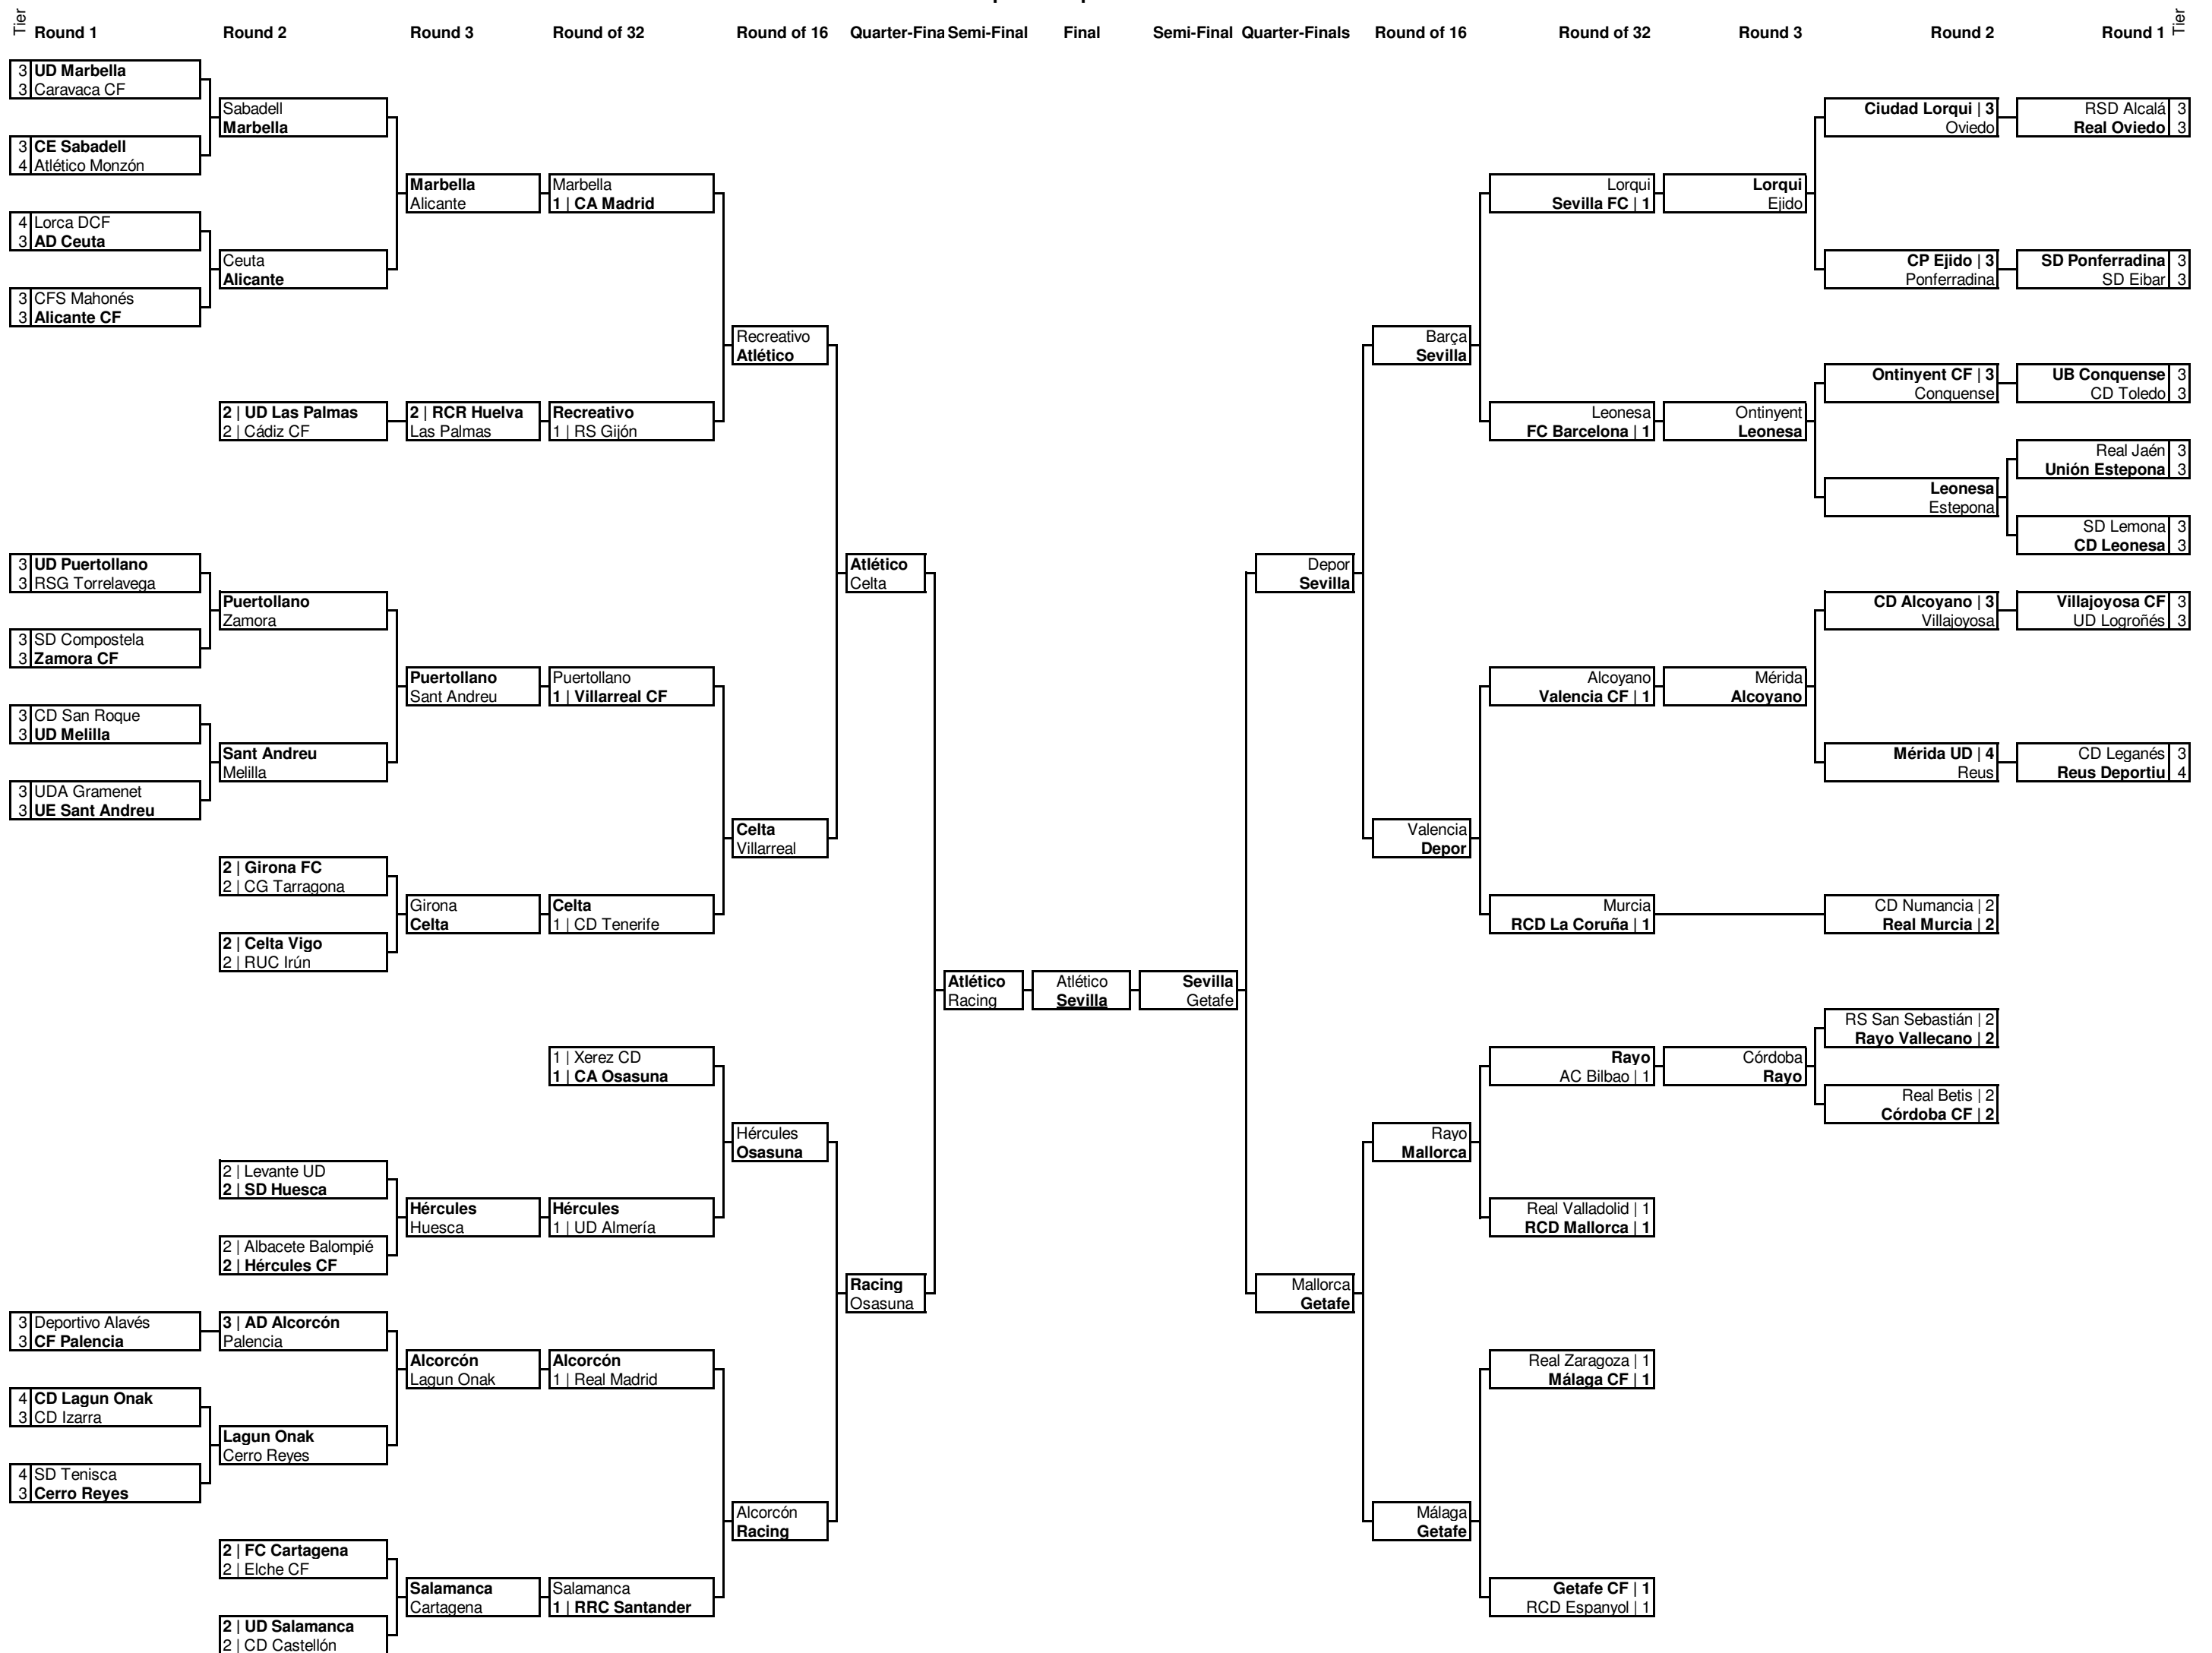 Tier Round 1 Round 2 Round 3 Round of 32 Round of 16 Quarter-Fina Semi-Final Final Semi-Final Quarter-Finals Round of 16 Round of 32 Round 3 Round 2 Round 1 Tier
3 UD Marbella
3 Caravaca CF
Sabadell
Marbella
3 CE Sabadell
4 Atlético Monzón
Marbella
Alicante
Marbella
1 | CA Madrid
4 Lorca DCF
3 AD Ceuta
Ceuta
Alicante
3 CFS Mahonés
3 Alicante CF
Recreativo
Atlético
2 | UD Las Palmas
2 | Cádiz CF
2 | RCR Huelva
Las Palmas
Recreativo
1 | RS Gijón
3 UD Puertollano
3 RSG Torrelavega
Puertollano
Zamora
3 SD Compostela
3 Zamora CF
Atlético
Celta
Puertollano
Sant Andreu
Puertollano
1 | Villarreal CF
3 CD San Roque
3 UD Melilla
Sant Andreu
Melilla
3 UDA Gramenet
3 UE Sant Andreu
Celta
Villarreal
2 | Girona FC
2 | CG Tarragona
Girona
Celta
Celta
1 | CD Tenerife
2 | Celta Vigo
2 | RUC Irún
Atlético
Racing
Atlético
Sevilla
Sevilla
Getafe
1 | Xerez CD
1 | CA Osasuna
Hércules
Osasuna
2 | Levante UD
2 | SD Huesca
Hércules
Huesca
Hércules
1 | UD Almería
2 | Albacete Balompié
2 | Hércules CF
Racing
Osasuna
3 Deportivo Alavés
3 CF Palencia
3 | AD Alcorcón
Palencia
Alcorcón
Lagun Onak
Alcorcón
1 | Real Madrid
4 CD Lagun Onak
3 CD Izarra
Lagun Onak
Cerro Reyes
4 SD Tenisca
3 Cerro Reyes
Alcorcón
Racing
2 | FC Cartagena
2 | Elche CF
Salamanca
Cartagena
Salamanca
1 | RRC Santander
2 | UD Salamanca
2 | CD Castellón
Ciudad Lorqui | 3
Oviedo
RSD Alcalá 3
Real Oviedo 3
Lorqui
Sevilla FC | 1
Lorqui
Ejido
CP Ejido | 3
Ponferradina
SD Ponferradina 3
SD Eibar 3
Barça
Sevilla
Ontinyent CF | 3
Conquense
UB Conquense 3
CD Toledo 3
Leonesa
FC Barcelona | 1
Ontinyent
Leonesa
Real Jaén 3
Unión Estepona 3
Leonesa
Estepona
SD Lemona 3
CD Leonesa 3
Depor
Sevilla
CD Alcoyano | 3
Villajoyosa
Villajoyosa CF 3
UD Logroñés 3
Alcoyano
Valencia CF | 1
Mérida
Alcoyano
Mérida UD | 4
Reus
CD Leganés 3
Reus Deportiu 4
Valencia
Depor
Murcia
RCD La Coruña | 1
CD Numancia | 2
Real Murcia | 2
RS San Sebastián | 2
Rayo Vallecano | 2
Rayo
AC Bilbao | 1
Córdoba
Rayo
Real Betis | 2
Córdoba CF | 2
Rayo
Mallorca
Real Valladolid | 1
RCD Mallorca | 1
Mallorca
Getafe
Real Zaragoza | 1
Málaga CF | 1
Málaga
Getafe
Getafe CF | 1
RCD Espanyol | 1